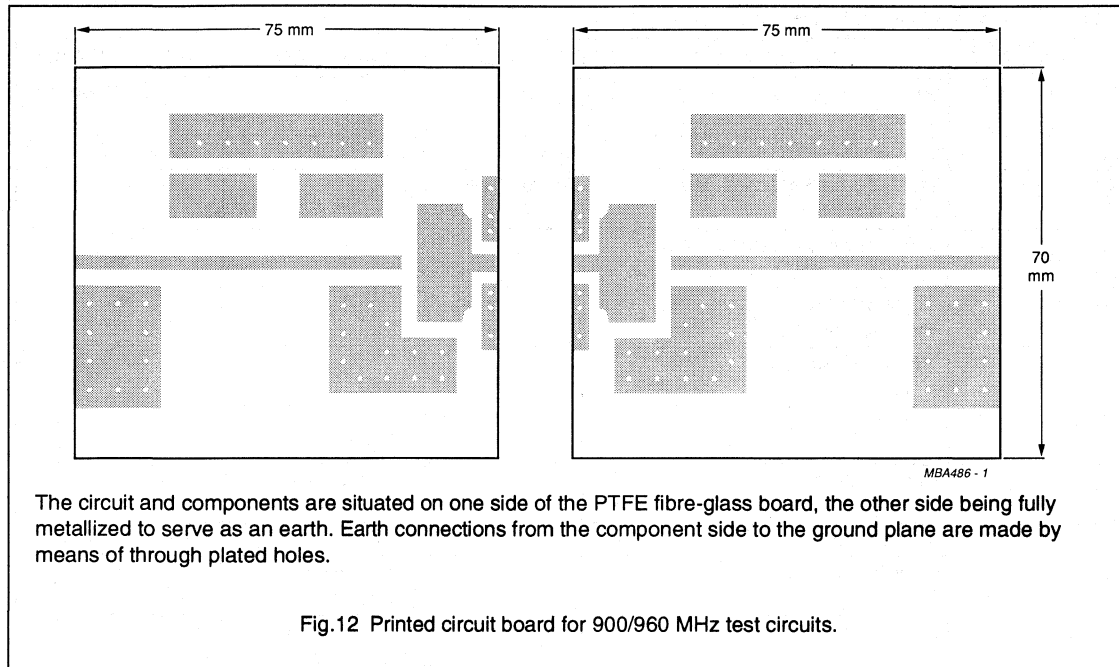 75 mm
75 mm
70
mm
MBA486 - 1
The circuit and components are situated on one side of the PTFE fibre-glass board, the other side being fully
metallized to serve as an earth. Earth connections from the component side to the ground plane are made by
means of through plated holes.
Fig.12 Printed circuit board for 900/960 MHz test circuits.